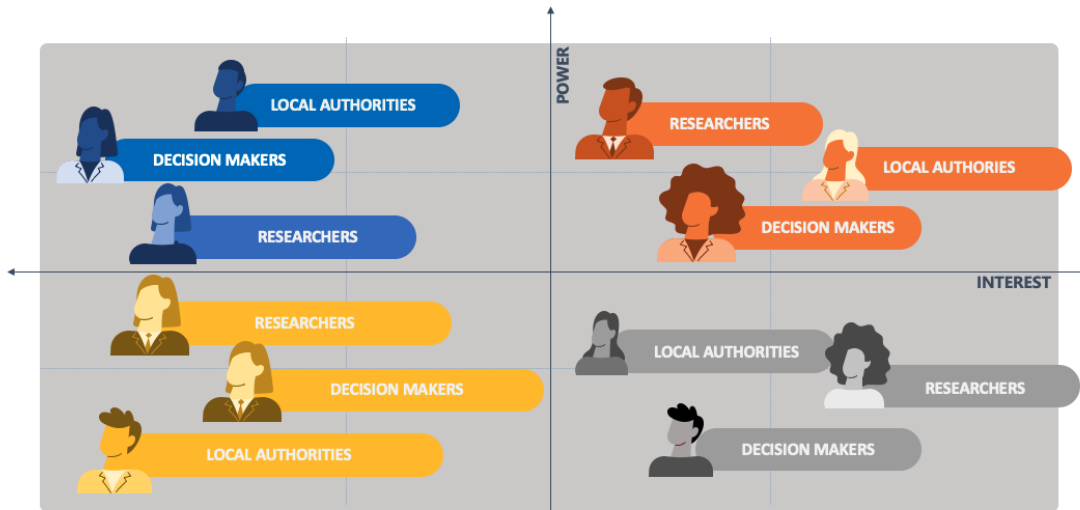 POWER
LOCAL AUTHORITIES
DECISION MAKERS
RESEARCHERS
RESEARCHERS
LOCAL AUTHORIES
DECISION MAKERS
INTEREST
RESEARCHERS
DECISION MAKERS
LOCAL AUTHORITIES
LOCAL AUTHORITIES
RESEARCHERS
DECISION MAKERS